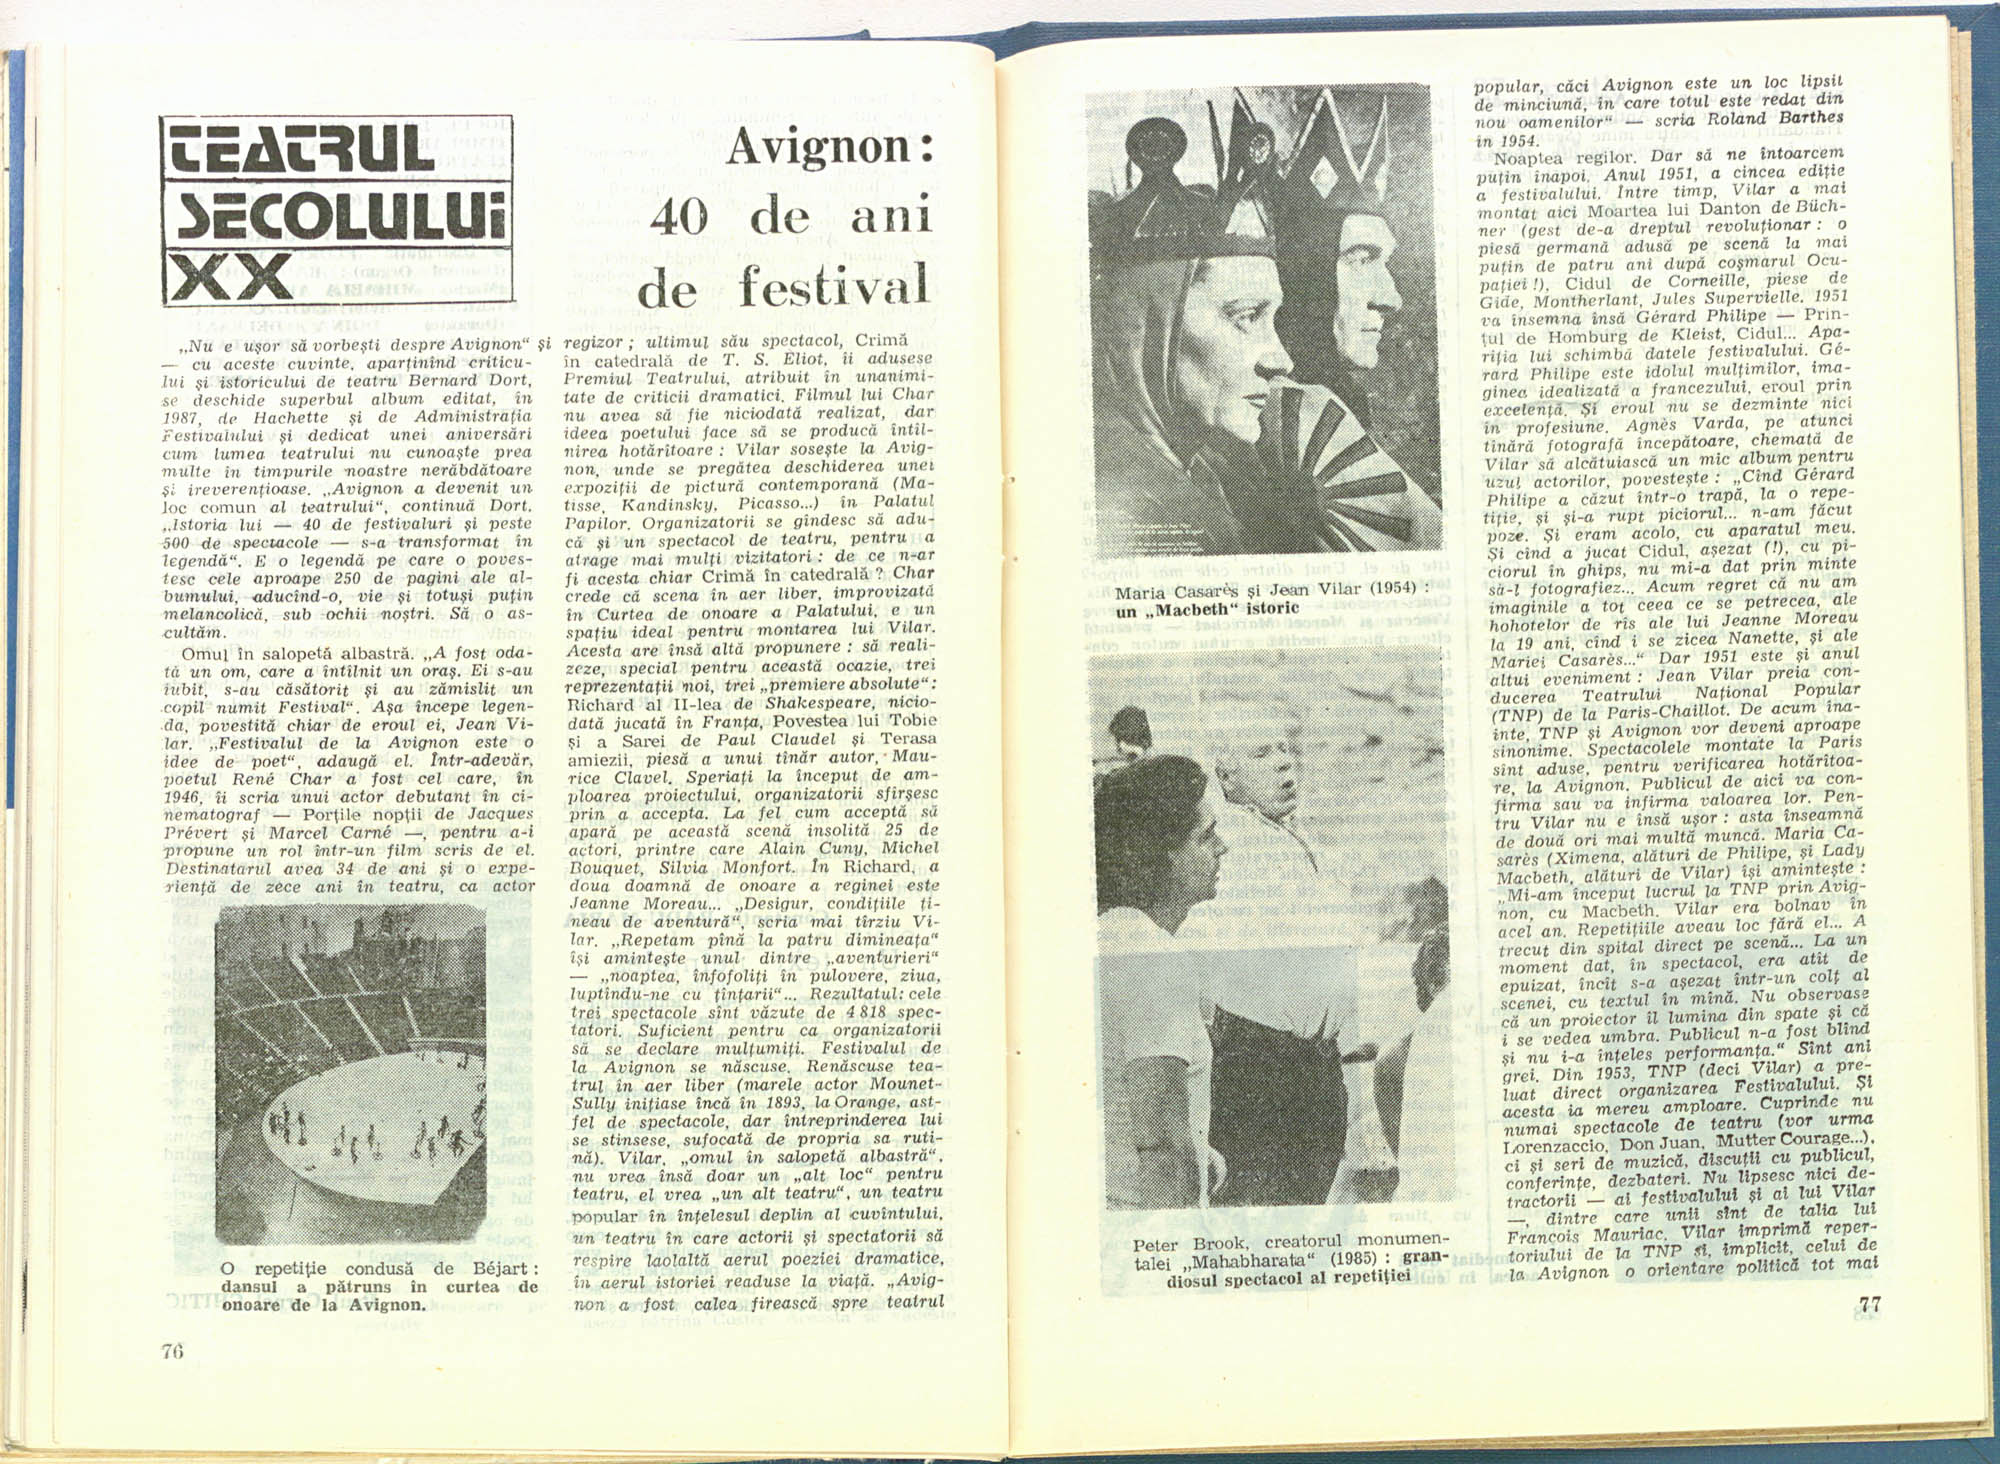 TEATRUL
SECOLULUI
XX
Avignon :
40 de ani
de festival
„Nu e ușor să vorbești despre Avignon“
— cu aceste cuvinte, aparținînd criticu-
lui și istoricului de teatru Bernard Dort,
se deschide superbul album editat, în
1987, de Hachette și de Administrația
Festivalului și dedicat unei aniversări
cum lumea teatrului nu cunoaște prea
multe în timpurile noastre nerăbdătoare
și ireverențioase. „Avignon a devenit un
loc comun al teatrului“, continuă Dort.
„Istoria lui — 40 de festivaluri și peste
500 de spectacole — s-a transformat în
legendă“. E o legendă pe care o poves-
tesc cele aproape 250 de pagini ale al-
bumului, aducînd-o, vie și totuși puțin
melancolică, sub ochii noștri. Să o as-
cultăm.
Omul în salopetă albastră. „A fost oda-
tă un om, care a întîlnit un oraș. Ei s-au
iubit, s-au căsătorit și au zămislit un
copil numit Festival“. Așa începe legen-
da, povestită chiar de eroul ei, Jean Vi-
lar. „Festivalul de la Avignon este o
idee de poet“, adaugă el. Într-adevăr,
poetul René Char a fost cel care, în
1946, îi scria unui actor debutant în ci-
nematograf — Porțile nopții de Jacques
Prévert și Marcel Carné —, pentru a-i
propune un rol într-un film scris de el.
Destinatarul avea 34 de ani și o expe-
riență de zece ani în teatru, ca actor
O repetiție condusă de Béjart :
dansul a pătruns în curtea de
onoare de la Avignon.
76
și regizor ; ultimul său spectacol, Crimă
în catedrală de T. S. Eliot, îi adusese
Premiul Teatrului, atribuit în unanimi-
tate de criticii dramatici. Filmul lui Char
nu avea să fie niciodată realizat, dar
ideea poetului face să se producă întîl-
nirea hotărîtoare : Vilar sosește la Avig-
non, unde se pregătea deschiderea unei
expoziții de pictură contemporană (Ma-
tisse, Kandinsky, Picasso...) în Palatul
Papilor. Organizatorii se gîndesc să adu-
că și un spectacol de teatru, pentru a
atrage mai mulți vizitatori : de ce n-ar
fi acesta chiar Crimă în catedrală ? Char
crede că scena în aer liber, improvizată
în Curtea de onoare a Palatului, e un
spațiu ideal pentru montarea lui Vilar.
Acesta are însă altă propunere : să reali-
zeze, special pentru această ocazie, trei
reprezentații noi, trei „premiere absolute“ :
Richard al II-lea de Shakespeare, nicio-
dată jucată în Franța, Povestea lui Tobie
și a Sarei de Paul Claudel și Terasa
amiezii, piesă a unui tînăr autor, Mau-
rice Clavel. Speriați la început de am-
ploarea proiectului, organizatorii sfîrșesc
prin a accepta. La fel cum acceptă să
apară pe această scenă insolită 25 de
actori, printre care Alain Cuny, Michel
Bouquet, Silvia Monfort. În Richard, a
doua doamnă de onoare a reginei este
Jeanne Moreau... „Desigur, condițiile ți-
neau de aventură“, scria mai tîrziu Vi-
lar. „Repetam pînă la patru dimineața“
își amintește unul dintre „aventurieri“
— „noaptea, înfofoliți în pulovere, ziua,
luptîndu-ne cu țînțarii“... Rezultatul: cele
trei spectacole sînt văzute de 4 818 spec-
tatori. Suficient pentru ca organizatorii
să se declare mulțumiți. Festivalul de
la Avignon se născuse. Renăscuse tea-
trul în aer liber (marele actor Mounet-
Sully inițiase încă în 1893, la Orange, ast-
fel de spectacole, dar întreprinderea lui
se stinsese, sufocată de propria sa ruti-
nă). Vilar, „omul în salopetă albastră“,
nu vrea însă doar un „alt loc“ pentru
teatru, el vrea „un alt teatru“, un teatru
popular în înțelesul deplin al cuvîntului,
un teatru în care actorii și spectatorii să
respire laolaltă aerul poeziei dramatice,
în aerul istoriei readuse la viață. „Avig-
non a fost calea firească spre teatrul
Maria Casarès și Jean Vilar (1954) :
un „Macbeth“ istoric
Peter Brook, creatorul monumen-
talei „Mahabharata“ (1985) : gran-
diosul spectacol al repetiției
popular, căci Avignon este un loc lipsit
de minciună, în care totul este redat din
nou oamenilor“ — scria Roland Barthes
în 1954.
Noaptea regilor. Dar să ne întoarcem
puțin înapoi. Anul 1951, a cincea ediție
a festivalului. Între timp, Vilar a mai
montat aici Moartea lui Danton de Büch-
ner (gest de-a dreptul revoluționar : o
piesă germană adusă pe scenă la mai
puțin de patru ani după coșmarul Ocu-
pației !), Cidul de Corneille, piese de
Gide, Montherlant, Jules Supervielle. 1951
va însemna însă Gérard Philipe — Prin-
țul de Homburg de Kleist, Cidul... Apa-
riția lui schimbă datele festivalului. Gé-
rard Philipe este idolul mulțimilor, ima-
ginea idealizată a francezului, eroul prin
excelență. Și eroul nu se dezminte nici
în profesiune. Agnès Varda, pe atunci
tînără fotografă începătoare, chemată de
Vilar să alcătuiască un mic album pentru
uzul actorilor, povestește : „Cînd Gérard
Philipe a căzut într-o trapă, la o repe-
tiție, și și-a rupt piciorul... n-am făcut
poze. Și eram acolo, cu aparatul meu.
Și cînd a jucat Cidul, așezat (!), cu pi-
ciorul în ghips, nu mi-a dat prin minte
să-l fotografiez... Acum regret că nu am
imaginile a tot ceea ce se petrecea, ale
hohotelor de rîs ale lui Jeanne Moreau
la 19 ani, cînd i se zicea Nanette, și ale
Mariei Casarès...“ Dar 1951 este și anul
altui eveniment : Jean Vilar preia con-
ducerea Teatrului Național Popular
(TNP) de la Paris-Chaillot. De acum îna-
inte, TNP și Avignon vor deveni aproape
sinonime. Spectacolele montate la Paris
sînt aduse, pentru verificarea hotărîtoa-
re, la Avignon. Publicul de aici va con-
firma sau va infirma valoarea lor. Pen-
tru Vilar nu e însă ușor : asta înseamnă
de două ori mai multă muncă. Maria Ca-
sarès (Ximena, alături de Philipe, și Lady
Macbeth, alături de Vilar) își amintește :
„Mi-am început lucrul la TNP prin Avig-
non, cu Macbeth. Vilar era bolnav în
acel an. Repetițiile aveau loc fără el... A
trecut din spital direct pe scenă... La un
moment dat, în spectacol, era atît de
epuizat, încît s-a așezat într-un colț al
scenei, cu textul în mînă. Nu observase
că un proiector îl lumina din spate și că
i se vedea umbra. Publicul n-a fost blînd
și nu i-a înțeles performanța.“ Sînt ani
grei. Din 1953, TNP (deci Vilar) a pre-
luat direct organizarea Festivalului. Și
acesta ia mereu amploare. Cuprinde nu
numai spectacole de teatru (vor urma
Lorenzaccio, Don Juan, Mutter Courage...),
ci și seri de muzică, discuții cu publicul,
conferințe, dezbateri. Nu lipsesc nici de-
tractorii — ai festivalului și ai lui Vilar
—, dintre care unii sînt de talia lui
François Mauriac. Vilar imprimă reper-
toriului de la TNP și, implicit, celui de
la Avignon o orientare politică tot mai
77